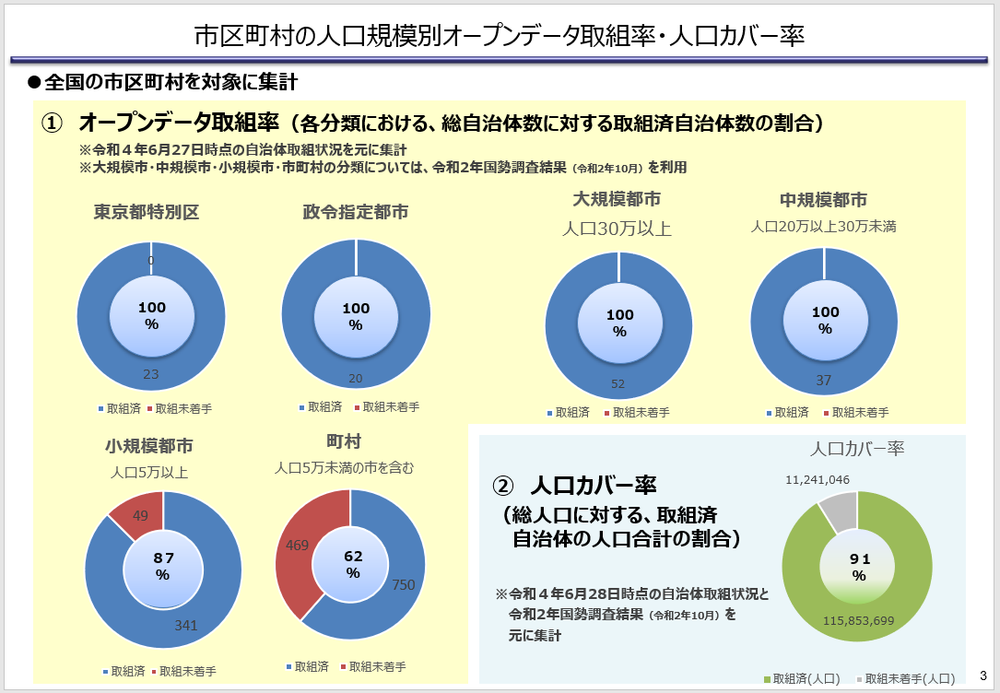 市区町村の人口規模別オープンデータ取組率・人口カバー率
●全国の市区町村を対象に集計
① オープンデータ取組率（各分類における、総自治体数に対する取組済自治体数の割合）
※令和４年6月27日時点の自治体取組状況を元に集計
※大規模市・中規模市・小規模市・市町村の分類については、令和2年国勢調査結果（令和2年10月）を利用
東京都特別区
0
100
%
23
取組済 取組未着手
政令指定都市
100
%
20
取組済 取組未着手
大規模都市
人口30万以上
100
%
52
取組済 取組未着手
中規模都市
人口20万以上30万未満
100
%
37
取組済 取組未着手
小規模都市
人口5万以上
49
87
%
341
取組済 取組未着手
町村
人口5万未満の市を含む
469
62
%
750
取組済 取組未着手
② 人口カバー率
（総人口に対する、取組済
自治体の人口合計の割合）
※令和４年6月28日時点の自治体取組状況と
令和2年国勢調査結果（令和2年10月）を
元に集計
人口カバー率
11,241,046
91
%
115,853,699
取組済(人口) 取組未着手(人口)
3